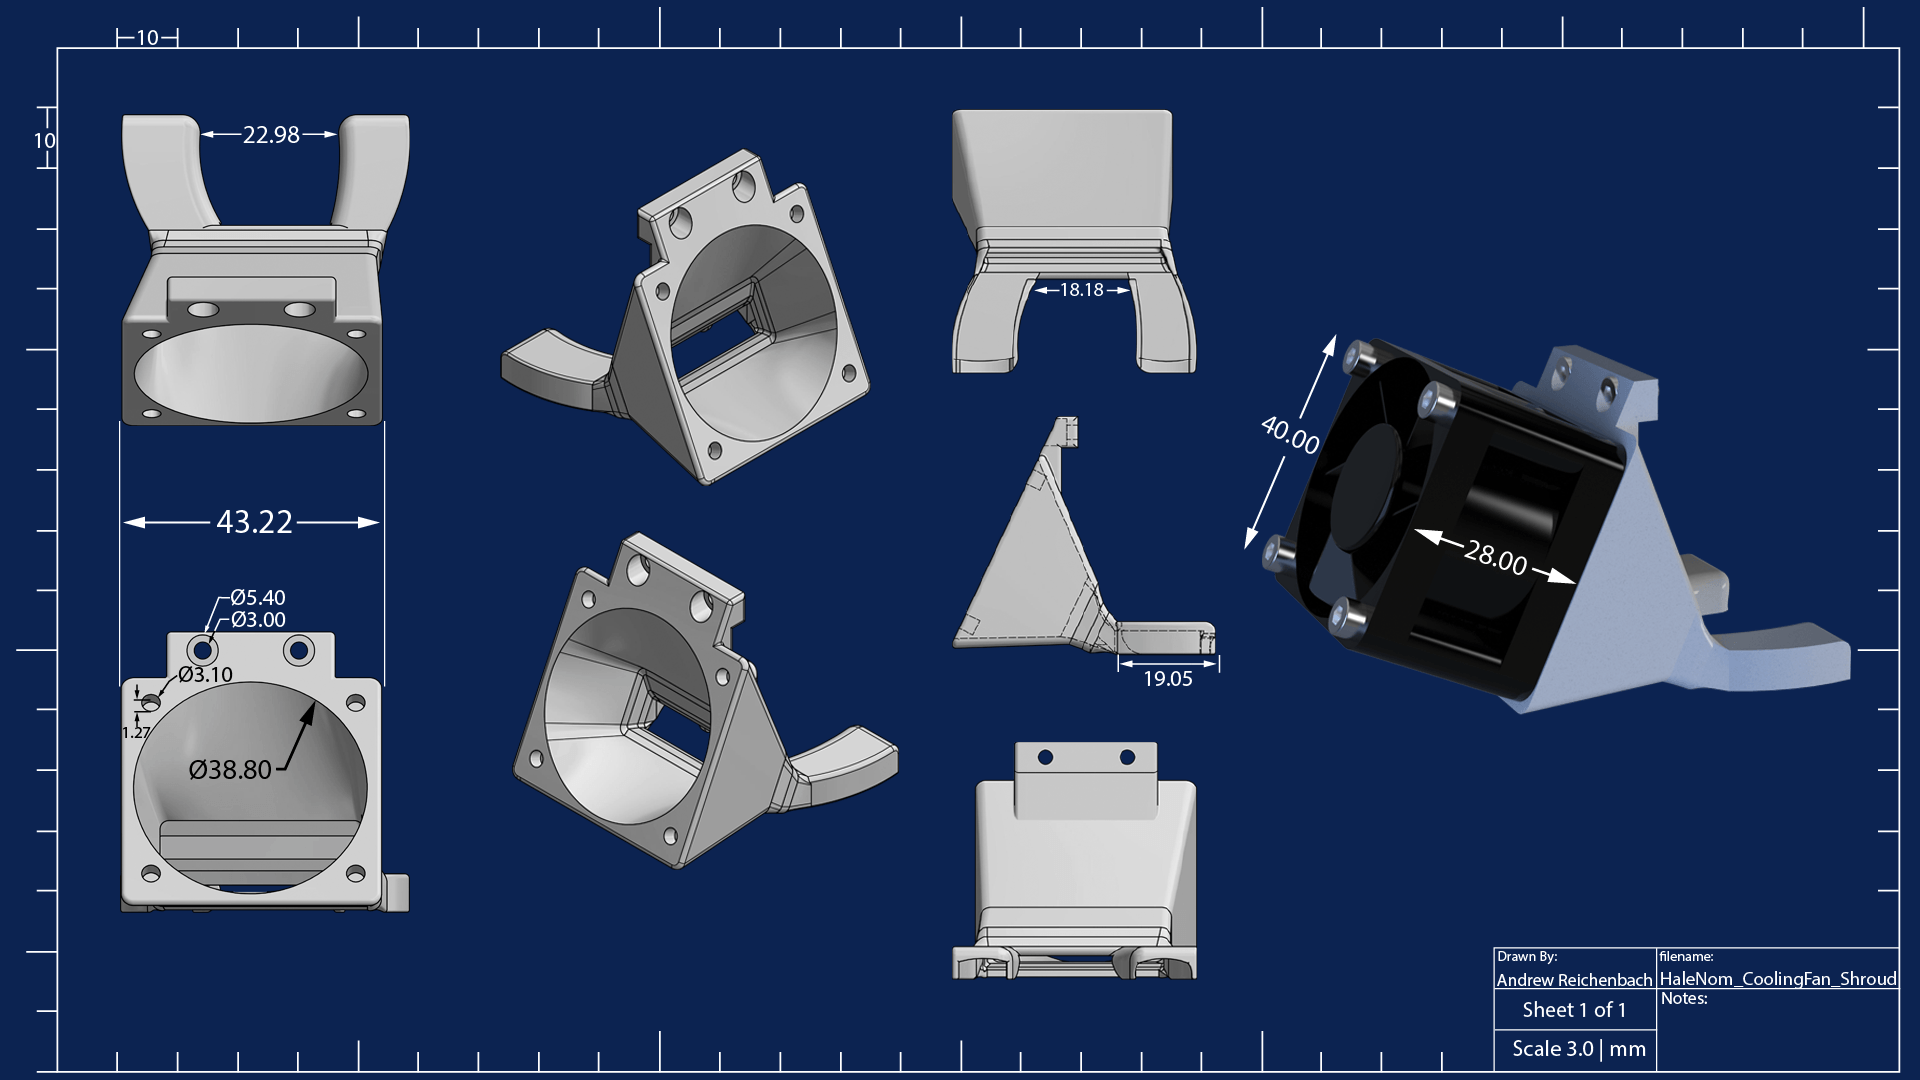 10
10
22.98
43.22
Ø5.40
Ø3.00
Ø3.10
1.27
Ø38.80
18.18
19.05
40.00
28.00
Drawn By:
Andrew Reichenbach
filename:
HaleNom_CoolingFan_Shroud
Sheet 1 of 1
Notes:
Scale 3.0 | mm